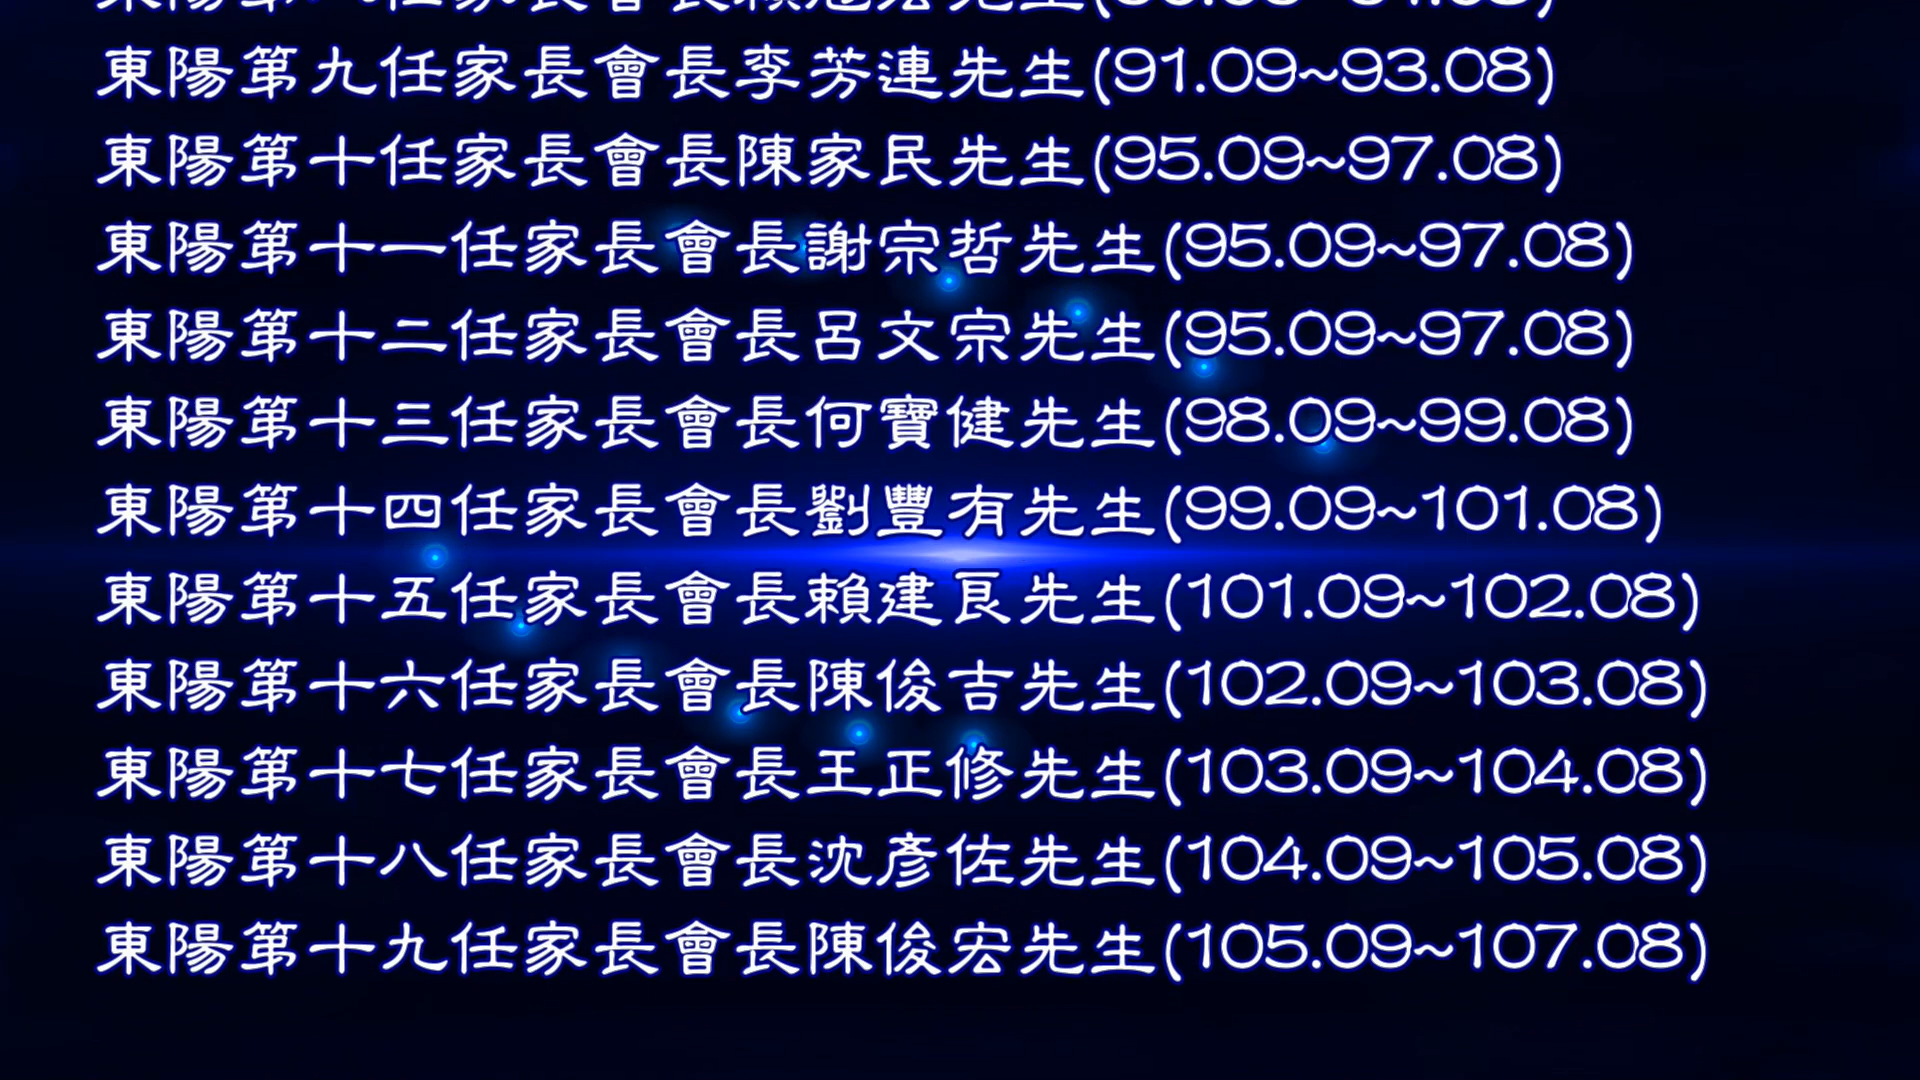 東陽第九任家長會長李芳連先生(91.09~93.08)
東陽第十任家長會長陳家民先生(95.09~97.08)
東陽第十一任家長會長謝宗哲先生(95.09~97.08)
東陽第十二任家長會長呂文宗先生(95.09~97.08)
東陽第十三任家長會長何寶健先生(98.09~99.08)
東陽第十四任家長會長劉豐有先生(99.09~101.08)
東陽第十五任家長會長賴建良先生(101.09~102.08)
東陽第十六任家長會長陳俊吉先生(102.09~103.08)
東陽第十七任家長會長王正修先生(103.09~104.08)
東陽第十八任家長會長沈彥佐先生(104.09~105.08)
東陽第十九任家長會長陳俊宏先生(105.09~107.08)